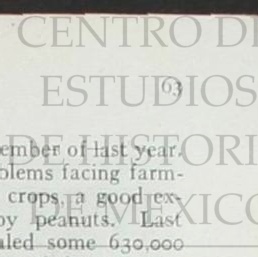 CENTRO DE
ESTUDIOS
63
ember of last year.
DE HISTORI
blems facing farm-
crops, a good ex-
DE MEXICO
by peanuts. Last
aled some 630,000